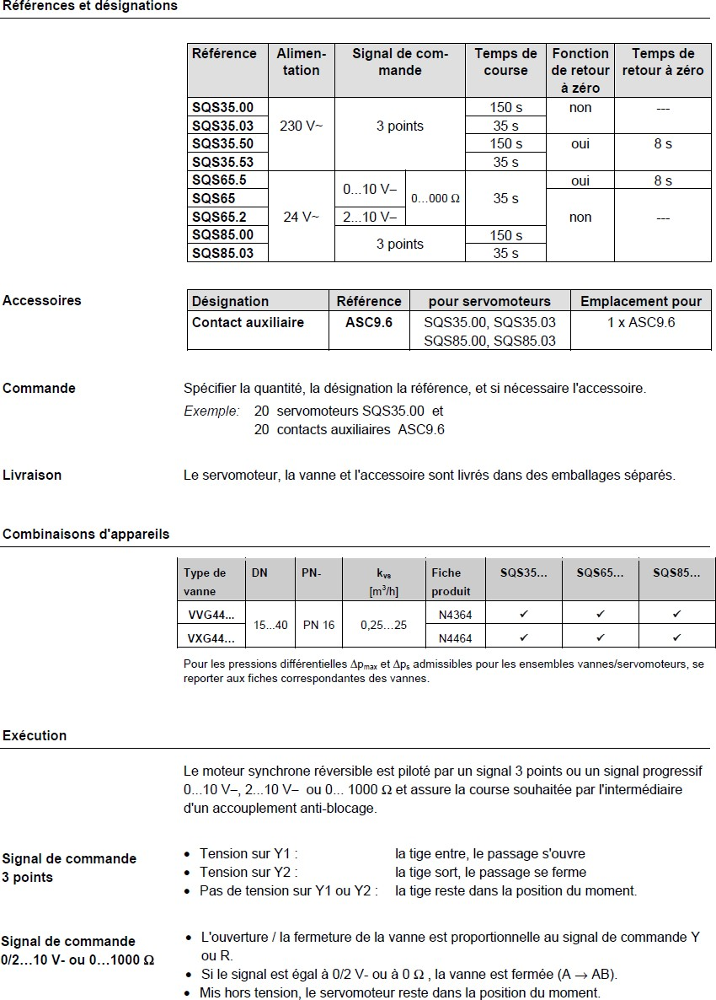 Références et désignations
Référence Alimen- Signal de com- Temps de Fonction Temps de
tation mande course de retour retour à zéro
à zéro
SQS35.00 150 s non ---
SQS35.03 230 V~ 3 points 35 s
SQS35.50 150 s oui 8 s
SQS35.53 35 s
SQS65.5 oui 8 s
SQS65 0...10 V– 0…000 Ω 35 s
SQS65.2 24 V~ 2...10 V– non ---
SQS85.00 3 points 150 s
SQS85.03 35 s
Accessoires
Désignation Référence pour servomoteurs Emplacement pour
Contact auxiliaire ASC9.6 SQS35.00, SQS35.03 1 x ASC9.6
SQS85.00, SQS85.03
Commande Spécifier la quantité, la désignation la référence, et si nécessaire l'accessoire.
Exemple: 20 servomoteurs SQS35.00 et
20 contacts auxiliaires ASC9.6
Livraison Le servomoteur, la vanne et l'accessoire sont livrés dans des emballages séparés.
Combinaisons d'appareils
Type de DN PN- kvs Fiche SQS35… SQS65… SQS85…
vanne [m³/h] produit
VVG44... N4364 ✓ ✓ ✓
15...40 PN 16 0,25…25
VXG44… N4464 ✓ ✓ ✓
Pour les pressions différentielles Δpmax et Δps admissibles pour les ensembles vannes/servomoteurs, se
reporter aux fiches correspondantes des vannes.
Exécution
Le moteur synchrone réversible est piloté par un signal 3 points ou un signal progressif
0...10 V–, 2...10 V– ou 0... 1000 Ω et assure la course souhaitée par l'intermédiaire
d'un accouplement anti-blocage.
Signal de commande
3 points
• Tension sur Y1 : la tige entre, le passage s'ouvre
• Tension sur Y2 : la tige sort, le passage se ferme
• Pas de tension sur Y1 ou Y2 : la tige reste dans la position du moment.
Signal de commande
0/2…10 V- ou 0…1000 Ω
• L'ouverture / la fermeture de la vanne est proportionnelle au signal de commande Y
ou R.
• Si le signal est égal à 0/2 V- ou à 0 Ω , la vanne est fermée (A → AB).
• Mis hors tension, le servomoteur reste dans la position du moment.